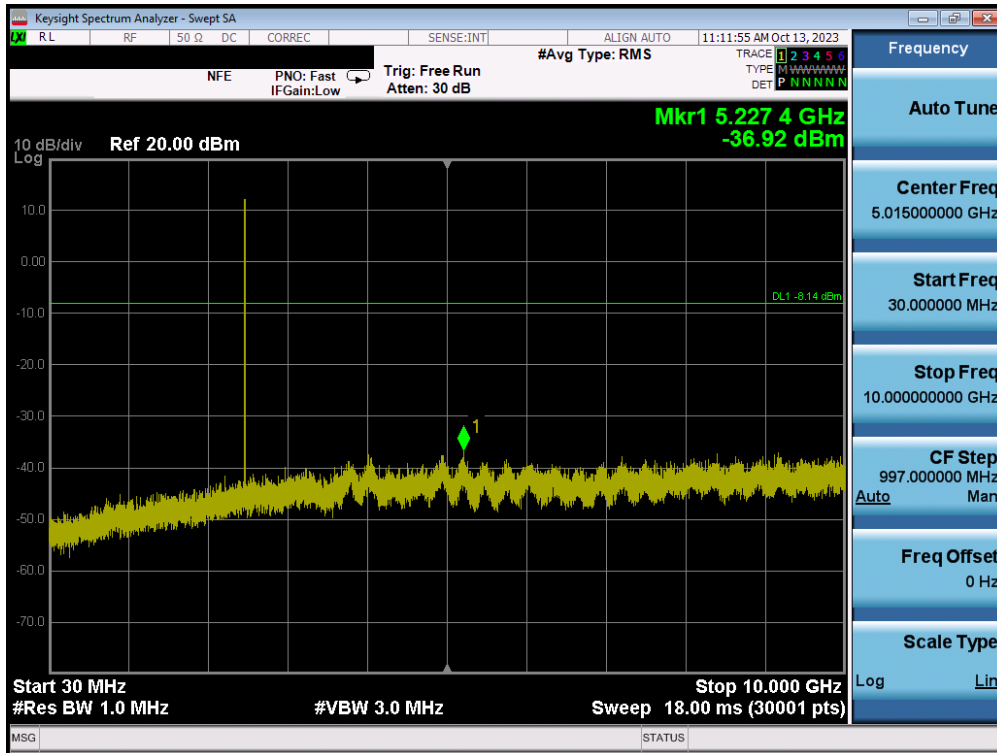 Keysight Spectrum Analyzer - Swept SA
LXI RL RF 50 Ω DC CORREC SENSE:INT ALIGN AUTO 11:11:55 AM Oct 13, 2023
#Avg Type: RMS
TRACE 1 2 3 4 5 6
TYPE M W W W W W
DET P N N N N N
NFE PNO: Fast Trig: Free Run
IFGain:Low Atten: 30 dB
Mkr1 5.227 4 GHz
-36.92 dBm
10 dB/div Ref 20.00 dBm
Log
10.0
0.00
DL1 -8.14 dBm
-10.0
-20.0
-30.0
1
-40.0
-50.0
-60.0
-70.0
Start 30 MHz Stop 10.000 GHz
#Res BW 1.0 MHz #VBW 3.0 MHz Sweep 18.00 ms (30001 pts)
MSG STATUS
Frequency
Auto Tune
Center Freq
5.015000000 GHz
Start Freq
30.000000 MHz
Stop Freq
10.000000000 GHz
CF Step
997.000000 MHz
Auto Man
Freq Offset
0 Hz
Scale Type
Log Lin